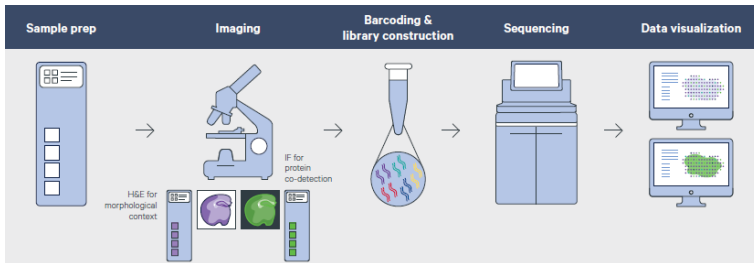 Sample prep
Imaging
Barcoding &
library construction
Sequencing
Data visualization
IF for
protein
co-detection
H&E for
morphological
context